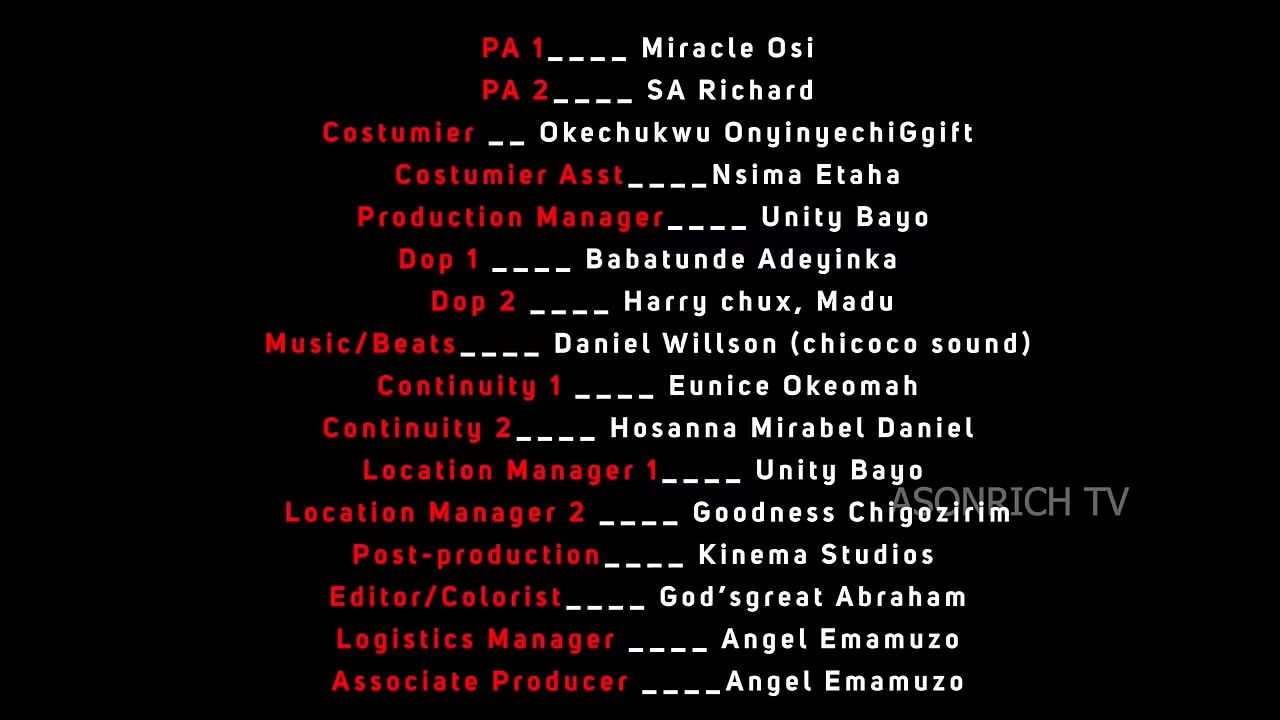 PA 1____ Miracle Osi
PA 2____ SA Richard
Costumier __ Okechukwu OnyinyechiGgift
Costumier Asst____Nsima Etaha
Production Manager____ Unity Bayo
Dop 1 ____ Babatunde Adeyinka
Dop 2 ____ Harry chux, Madu
Music/Beats____ Daniel Willson (chicoco sound)
Continuity 1 ____ Eunice Okeomah
Continuity 2____ Hosanna Mirabel Daniel
Location Manager 1____ Unity Bayo
ASONRICH TV
Location Manager 2 ____ Goodness Chigozirim
Post-production____ Kinema Studios
Editor/Colorist____ God’sgreat Abraham
Logistics Manager ____ Angel Emamuzo
Associate Producer ____Angel Emamuzo